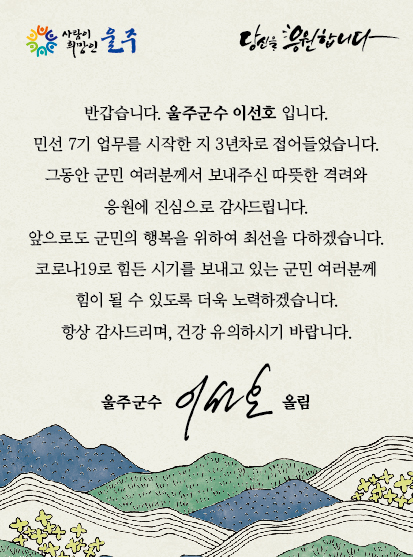 사람이
희망인 울주
당신을 응원합니다
반갑습니다. 울주군수 이선호 입니다.
민선 7기 업무를 시작한 지 3년차로 접어들었습니다.
그동안 군민 여러분께서 보내주신 따뜻한 격려와
응원에 진심으로 감사드립니다.
앞으로도 군민의 행복을 위하여 최선을 다하겠습니다.
코로나19로 힘든 시기를 보내고 있는 군민 여러분께
힘이 될 수 있도록 더욱 노력하겠습니다.
항상 감사드리며, 건강 유의하시기 바랍니다.
울주군수 이선호 올림